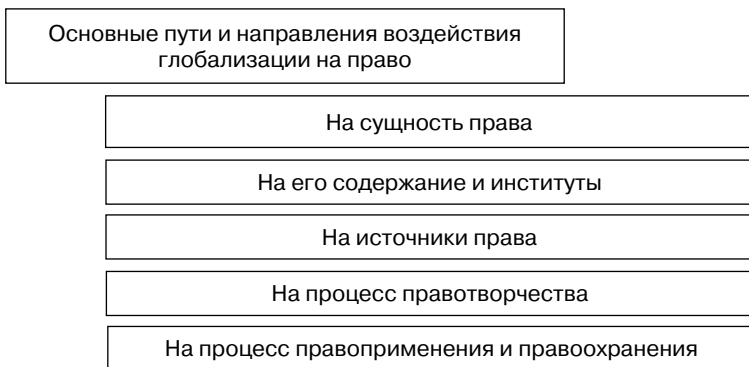 Основные пути и направления воздействия
глобализации на право
На сущность права
На его содержание и институты
На источники права
На процесс правотворчества
На процесс правоприменения и правоохранения